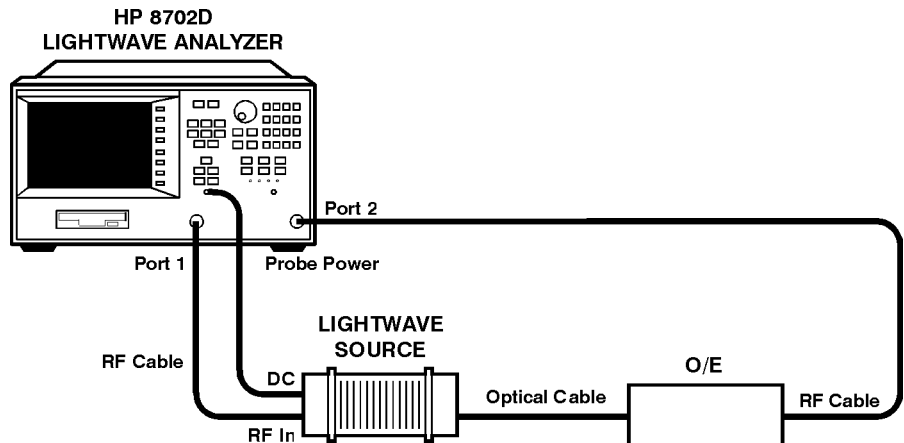 HP 8702D
LIGHTWAVE ANALYZER
Port 2
Port 1
Probe Power
LIGHTWAVE
SOURCE
RF Cable
O/E
DC
Optical Cable
RF Cable
RF In